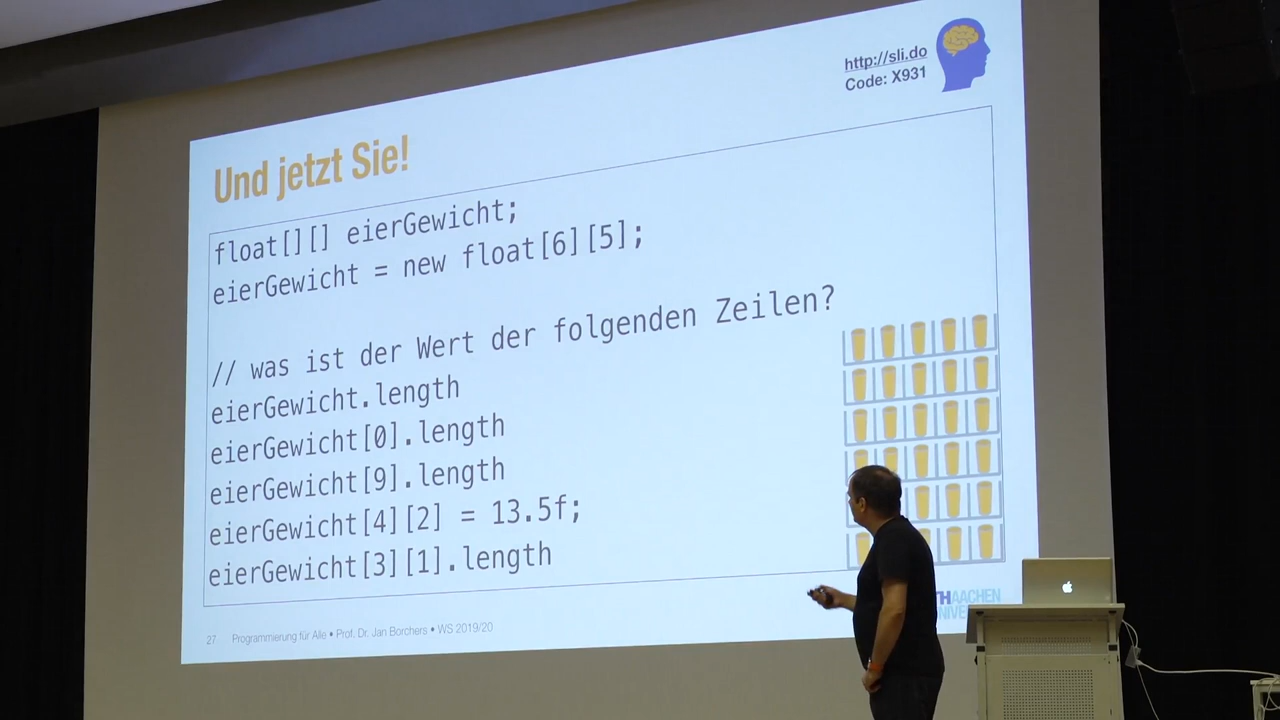 http://sli.do
Code: X931
Und jetzt Sie!
float[][] eierGewicht;
eierGewicht = new float[6][5];
// was ist der Wert der folgenden Zeilen?
eierGewicht.length
eierGewicht[0].length
eierGewicht[9].length
eierGewicht[4][2] = 13.5f;
eierGewicht[3][1].length
27 Programmierung für Alle • Prof. Dr. Jan Borchers • WS 2019/20
AACHEN